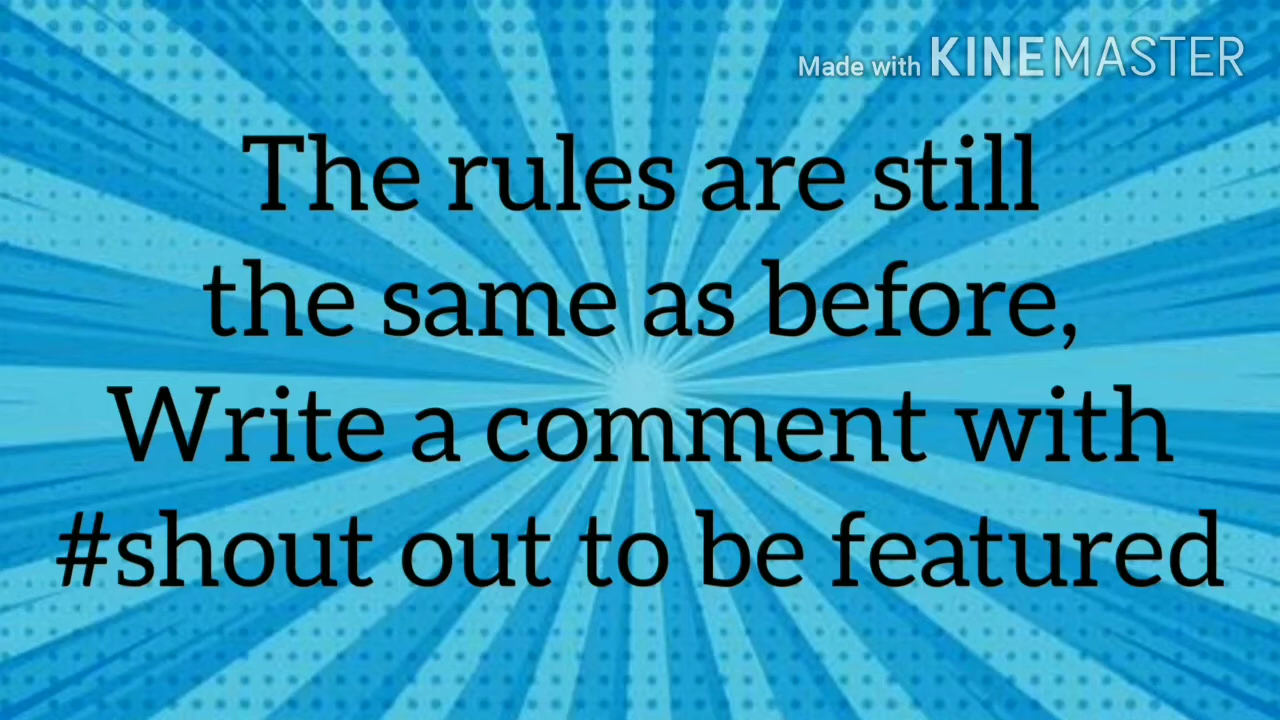 Made with KINEMASTER
The rules are still
the same as before,
Write a comment with
#shout out to be featured